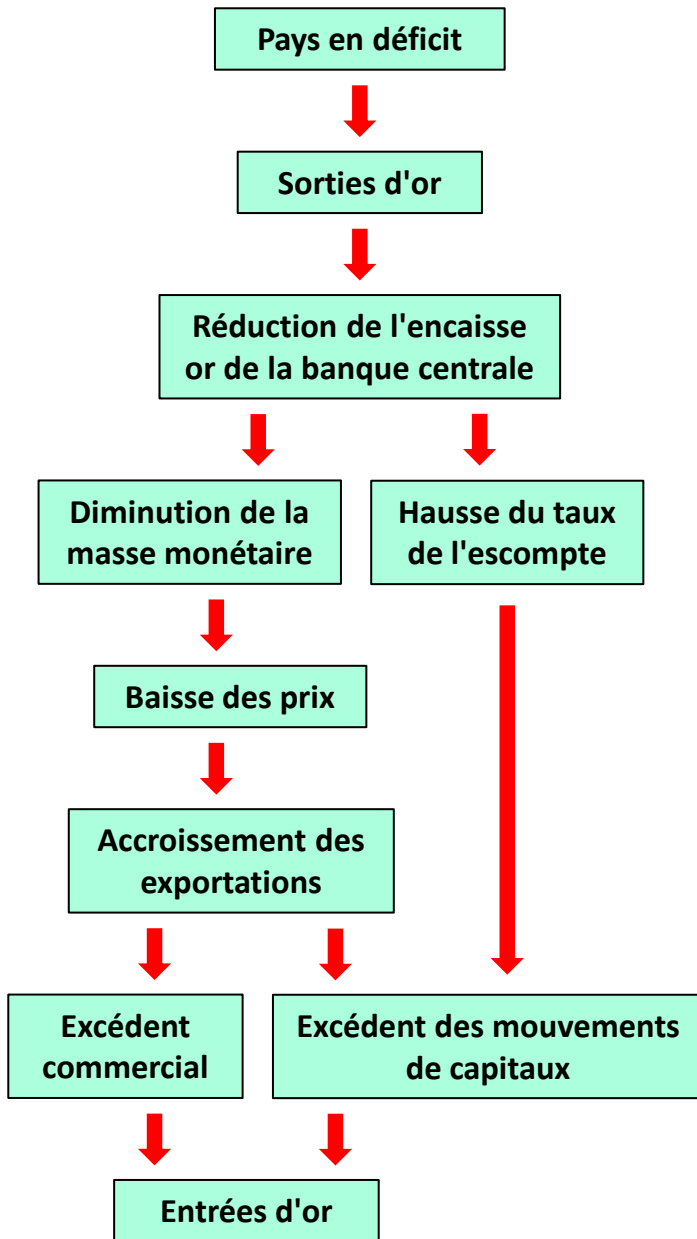 Pays en déficit
Sorties d'or
Réduction de l'encaisse
or de la banque centrale
Diminution de la
masse monétaire
Hausse du taux
de l'escompte
Baisse des prix
Accroissement des
exportations
Excédent
commercial
Excédent des mouvements
de capitaux
Entrées d'or